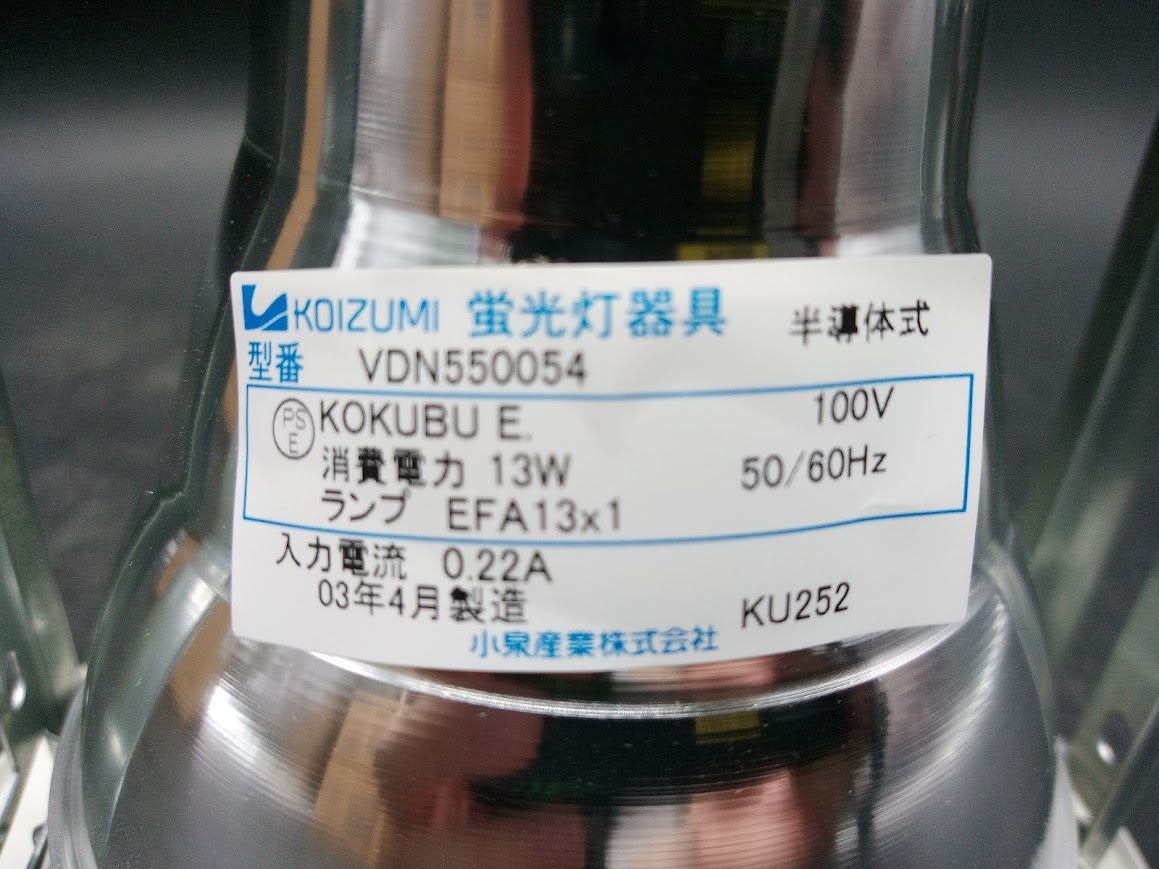 KOIZUMI 蛍光灯器具 半導体式
型番 VDN550054
PS E KOKUBU E. 100V
消費電力 13W 50/60Hz
ランプ EFA13x1
入力電流 0.22A
03年4月製造 KU252
小泉産業株式会社